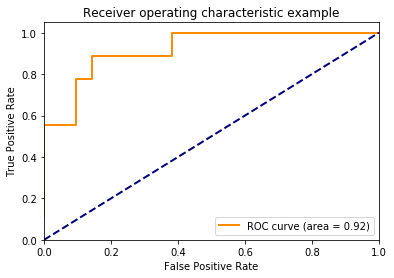 Receiver operating characteristic example
True Positive Rate
1.0
0.8
0.6
0.4
0.2
0.0
ROC curve (area = 0.92)
0.0 0.2 0.4 0.6 0.8 1.0
False Positive Rate